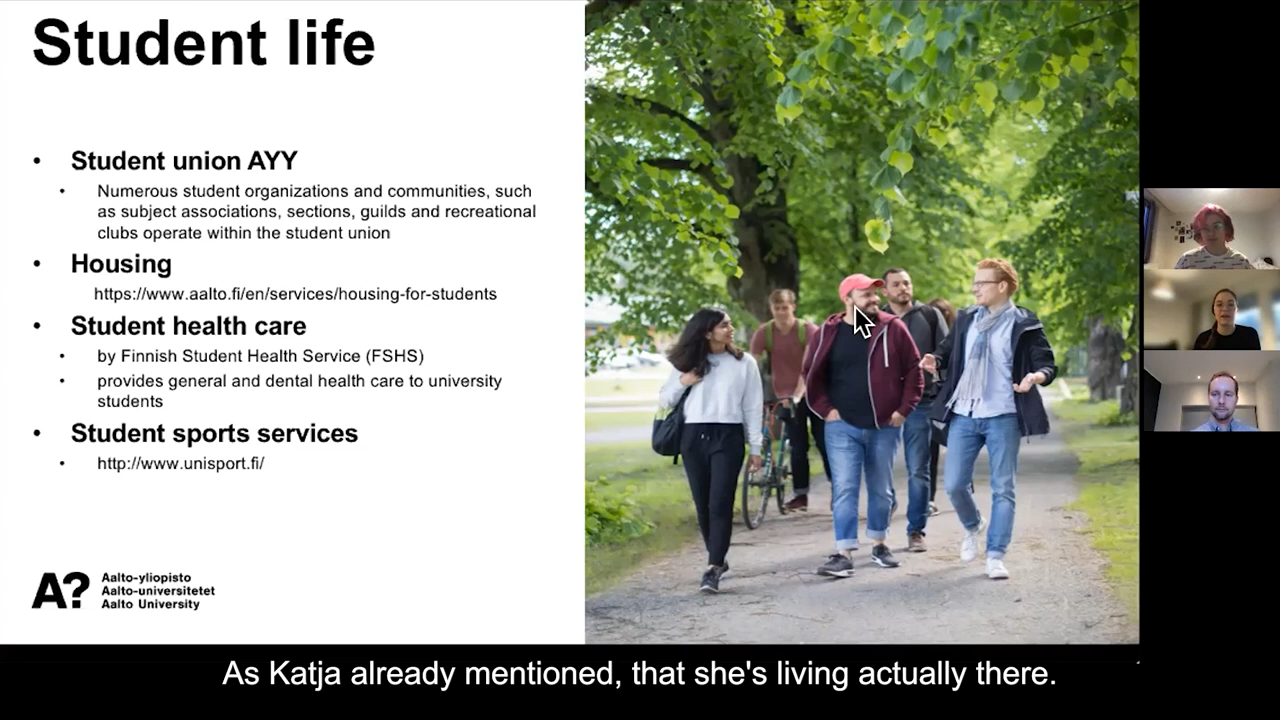 Student life
• Student union AYY
• Numerous student organizations and communities, such
as subject associations, sections, guilds and recreational
clubs operate within the student union
• Housing
https://www.aalto.fi/en/services/housing-for-students
• Student health care
• by Finnish Student Health Service (FSHS)
• provides general and dental health care to university
students
• Student sports services
• http://www.unisport.fi/
A?
Aalto-yliopisto
Aalto-universitetet
Aalto University
As Katja already mentioned, that she's living actually there.